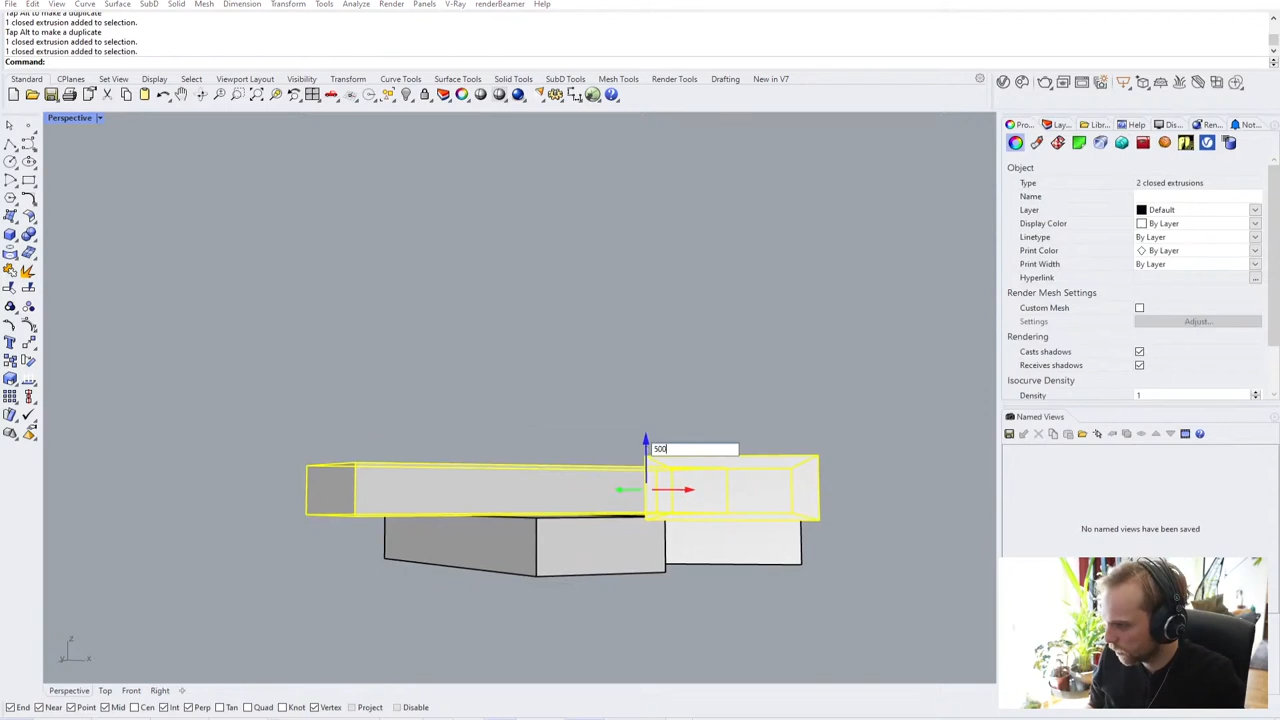 File Edit View Curve Surface SubD Solid Mesh Dimension Transform Tools Analyze Render Panels V-Ray renderBeamer Help
Tap Alt to make a duplicate
1 closed extrusion added to selection.
Tap Alt to make a duplicate
1 closed extrusion added to selection.
1 closed extrusion added to selection.
Command:
Standard CPlanes Set View Display Select Viewport Layout Visibility Transform Curve Tools Surface Tools Solid Tools SubD Tools Mesh Tools Render Tools Drafting New in V7
Perspective
Pro... Lay... Libr... Help Dis... Ren... Not...
Object
Type 2 closed extrusions
Name
Layer Default
Display Color By Layer
Linetype By Layer
Print Color By Layer
Print Width By Layer
Hyperlink ...
Render Mesh Settings
Custom Mesh
Settings Adjust...
Rendering
Casts shadows
Receives shadows
Isocurve Density
Density 1
Named Views
No named views have been saved
500
z
y x
Perspective Top Front Right
End Near Point Mid Cen Int Perp Tan Quad Knot Vertex Project Disable